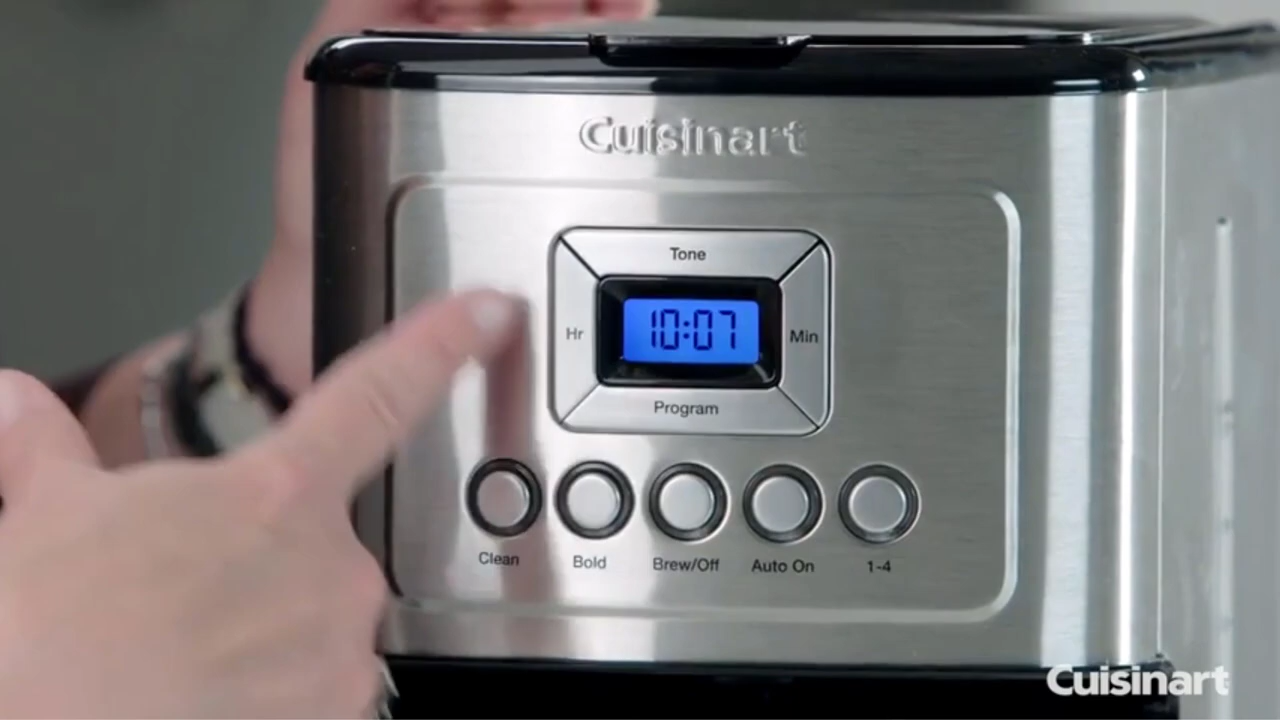 Cuisinart
Tone
Hr
10:07
Min
Program
Clean
Bold
Brew/Off
Auto On
1-4
Cuisinart